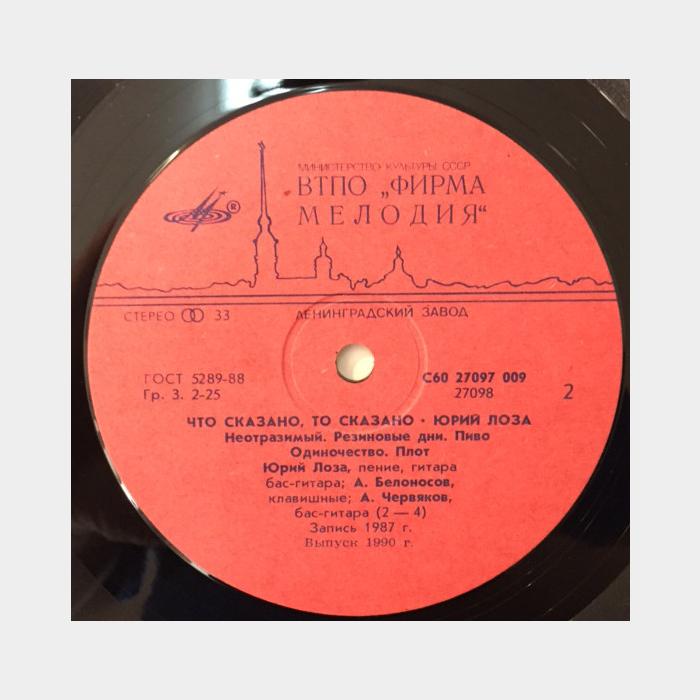 МИНИСТЕРСТВО КУЛЬТУРЫ СССР
ВТПО „ФИРМА
МЕЛОДИЯ“
®
СТЕРЕО 33
ЛЕНИНГРАДСКИЙ ЗАВОД
ГОСТ 5289-88
Гр. 3. 2-25
С60 27097 009
27098
2
ЧТО СКАЗАНО, ТО СКАЗАНО · ЮРИЙ ЛОЗА
Неотразимый. Резиновые дни. Пиво
Одиночество. Плот
Юрий Лоза, пение, гитара
бас-гитара; А. Белоносов,
клавишные; А. Червяков,
бас-гитара (2 — 4)
Запись 1987 г.
Выпуск 1990 г.